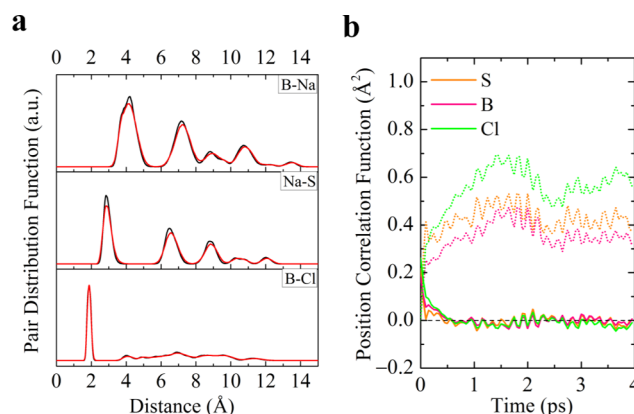 a
0 2 4 6 8 10 12 14
B-Na
Na-S
B-Cl
Pair Distribution Function (a.u.)
0 2 4 6 8 10 12 14
Distance (Å)
b
1.0
0.8
0.6
0.4
0.2
0.0
−0.2
S
B
Cl
Position Correlation Function (Å²)
0 1 2 3 4
Time (ps)